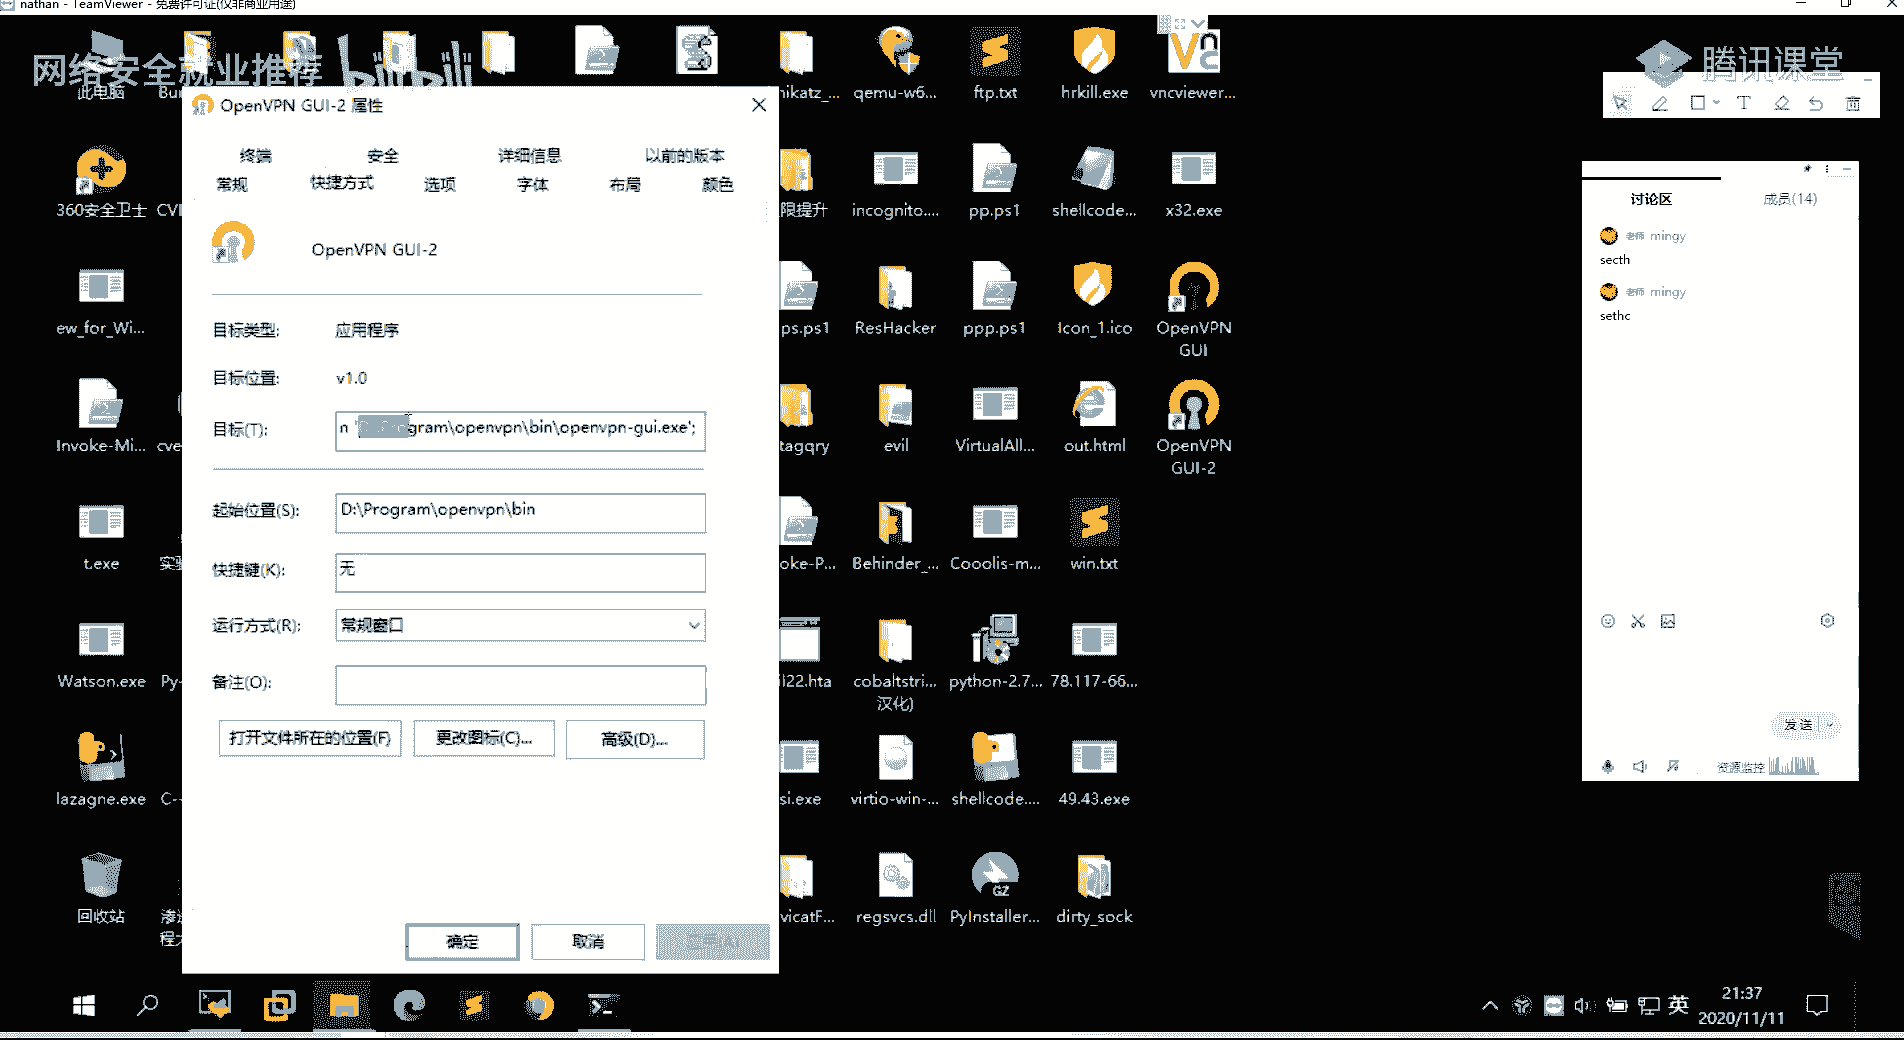 nathan - TeamViewer - 免费许可证(仅非商业用途)
网络安全就业推荐
bilibili
腾讯课堂
此电脑
qemu-w6...
ftp.txt
hrkill.exe
vncviewer...
OpenVPN GUI-2 属性
终端
安全
详细信息
以前的版本
常规
快捷方式
选项
字体
布局
颜色
OpenVPN GUI-2
目标类型:
应用程序
目标位置:
v1.0
目标(T):
gram\openvpn\bin\openvpn-gui.exe';
起始位置(S):
D:\Program\openvpn\bin
快捷键(K):
无
运行方式(R):
常规窗口
备注(O):
打开文件所在的位置(F)
更改图标(C)...
高级(D)...
确定
取消
360安全卫士
ew_for_Wi...
Invoke-Mi...
cve
t.exe
Watson.exe
Py-
lazagne.exe
C--
回收站
限提升
incognito....
pp.ps1
shellcode...
x32.exe
ps.ps1
ResHacker
ppp.ps1
Icon_1.ico
OpenVPN
GUI
tagqry
evil
VirtualAll...
out.html
OpenVPN
GUI-2
oke-P...
Behinder_...
Cooolis-m...
win.txt
l22.hta
cobaltstri...
汉化)
python-2.7...
78.117-66...
si.exe
virtio-win-...
shellcode....
49.43.exe
vicatF...
regsvcs.dll
GZ
PyInstaller...
dirty_sock
讨论区
成员(14)
老师 mingy
secth
老师 mingy
sethc
发送
资源监控
英
21:37
2020/11/11